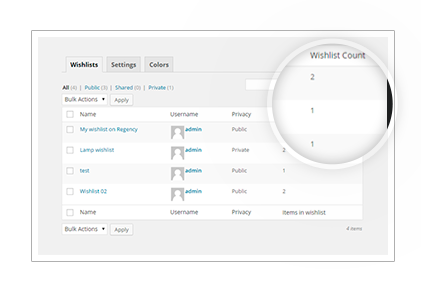 Wishlists Settings Colors
Wishlist Count
All (4) | Public (3) | Shared (0) | Private (1)
2
Bulk Actions ▼ Apply
Name Username Privacy
1
My wishlist on Regency admin Public
1
Lamp wishlist admin Private 2
test admin Public 1
Wishlist 02 admin Public 2
Name Username Privacy Items in wishlist
Bulk Actions ▼ Apply 4 items